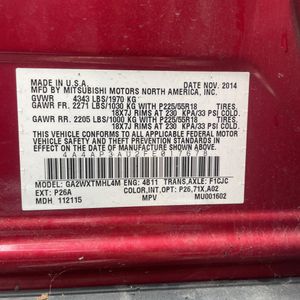 MADE IN U.S.A. DATE NOV. 2014
BY MITSUBISHI MOTORS NORTH AMERICA, INC.
GVWR 4343 LBS/1970 KG
GAWR FR. 2271 LBS/1030 KG WITH P225/55R18
18X7J RIMS AT 230 KPA/33 PSI COLD
GAWR RR. 2205 LBS/1000 KG WITH P225/55R18
18X7J RIMS AT 230 KPA/33 PSI COLD
THIS VEHICLE CONFORMS TO ALL APPLICABLE FEDERAL MOTOR
VEHICLE SAFETY AND THEFT PREVENTION STANDARDS IN EFFECT
ON THE DATE OF MANUFACTURE SHOWN ABOVE.
4A4AP3AU2FE017678
MODEL: GA2WXTMHL4M ENG: 4B11 TRANS,AXLE: F1CJC
EXT: P26A COLOR,INT,OPT: P26,71X,A02
MDH 112115 MPV MU001602